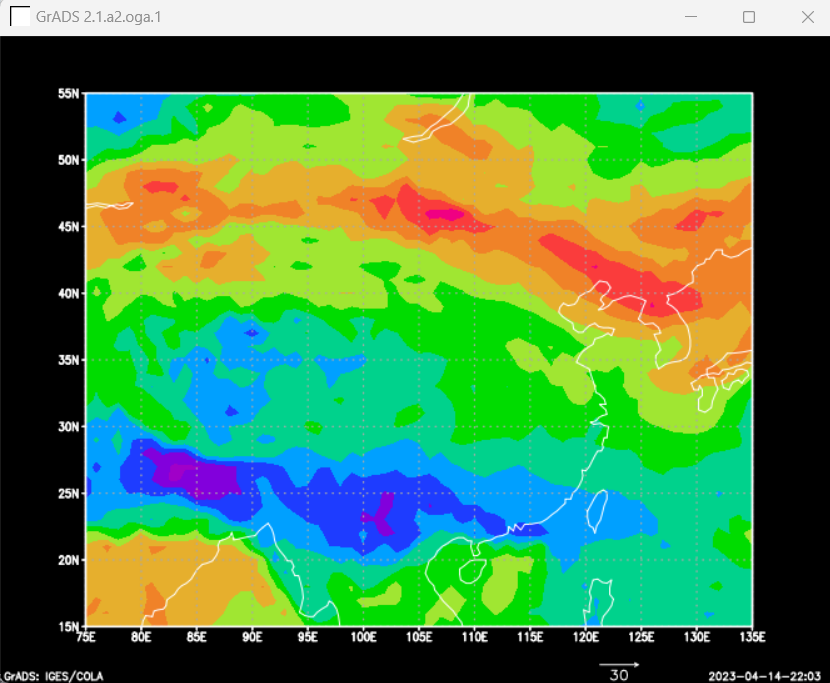 GrADS 2.1.a2.oga.1
55N
50N
45N
40N
35N
30N
25N
20N
15N
75E 80E 85E 90E 95E 100E 105E 110E 115E 120E 125E 130E 135E
30
GrADS: IGES/COLA 2023-04-14-22:03